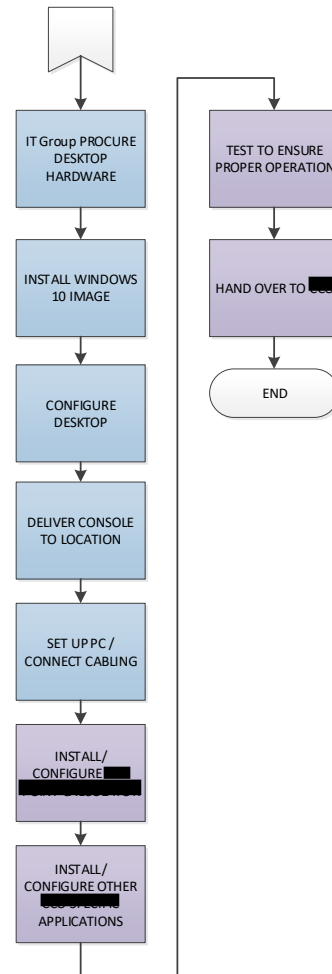 IT Group PROCURE
DESKTOP
HARDWARE
INSTALL WINDOWS
10 IMAGE
CONFIGURE
DESKTOP
DELIVER CONSOLE
TO LOCATION
SET UP PC /
CONNECT CABLING
INSTALL/
CONFIGURE
INSTALL/
CONFIGURE OTHER
APPLICATIONS
TEST TO ENSURE
PROPER OPERATION
HAND OVER TO
END